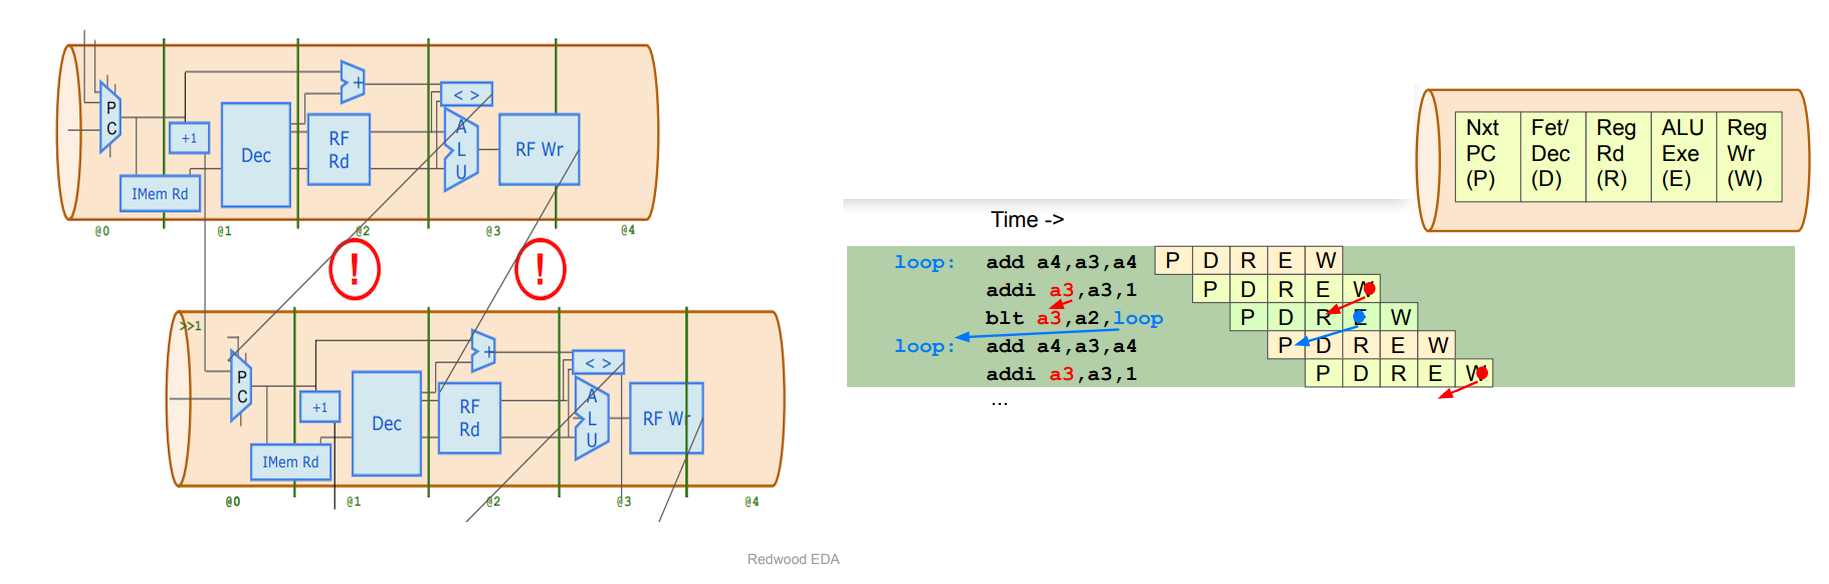 P
C
+1
IMem Rd
Dec
RF
Rd
+
< >
A
L
U
RF Wr
@0
@1
@2
@3
@4
!
!
>>1
P
C
+1
IMem Rd
Dec
RF
Rd
+
< >
A
L
U
RF Wr
@0
@1
@2
@3
@4
Redwood EDA
Nxt PC (P)
Fet/ Dec (D)
Reg Rd (R)
ALU Exe (E)
Reg Wr (W)
Time ->
loop: add a4,a3,a4 P D R E W
addi a3,a3,1 P D R E W
blt a3,a2,loop P D R E W
loop: add a4,a3,a4 P D R E W
addi a3,a3,1 P D R E W
...